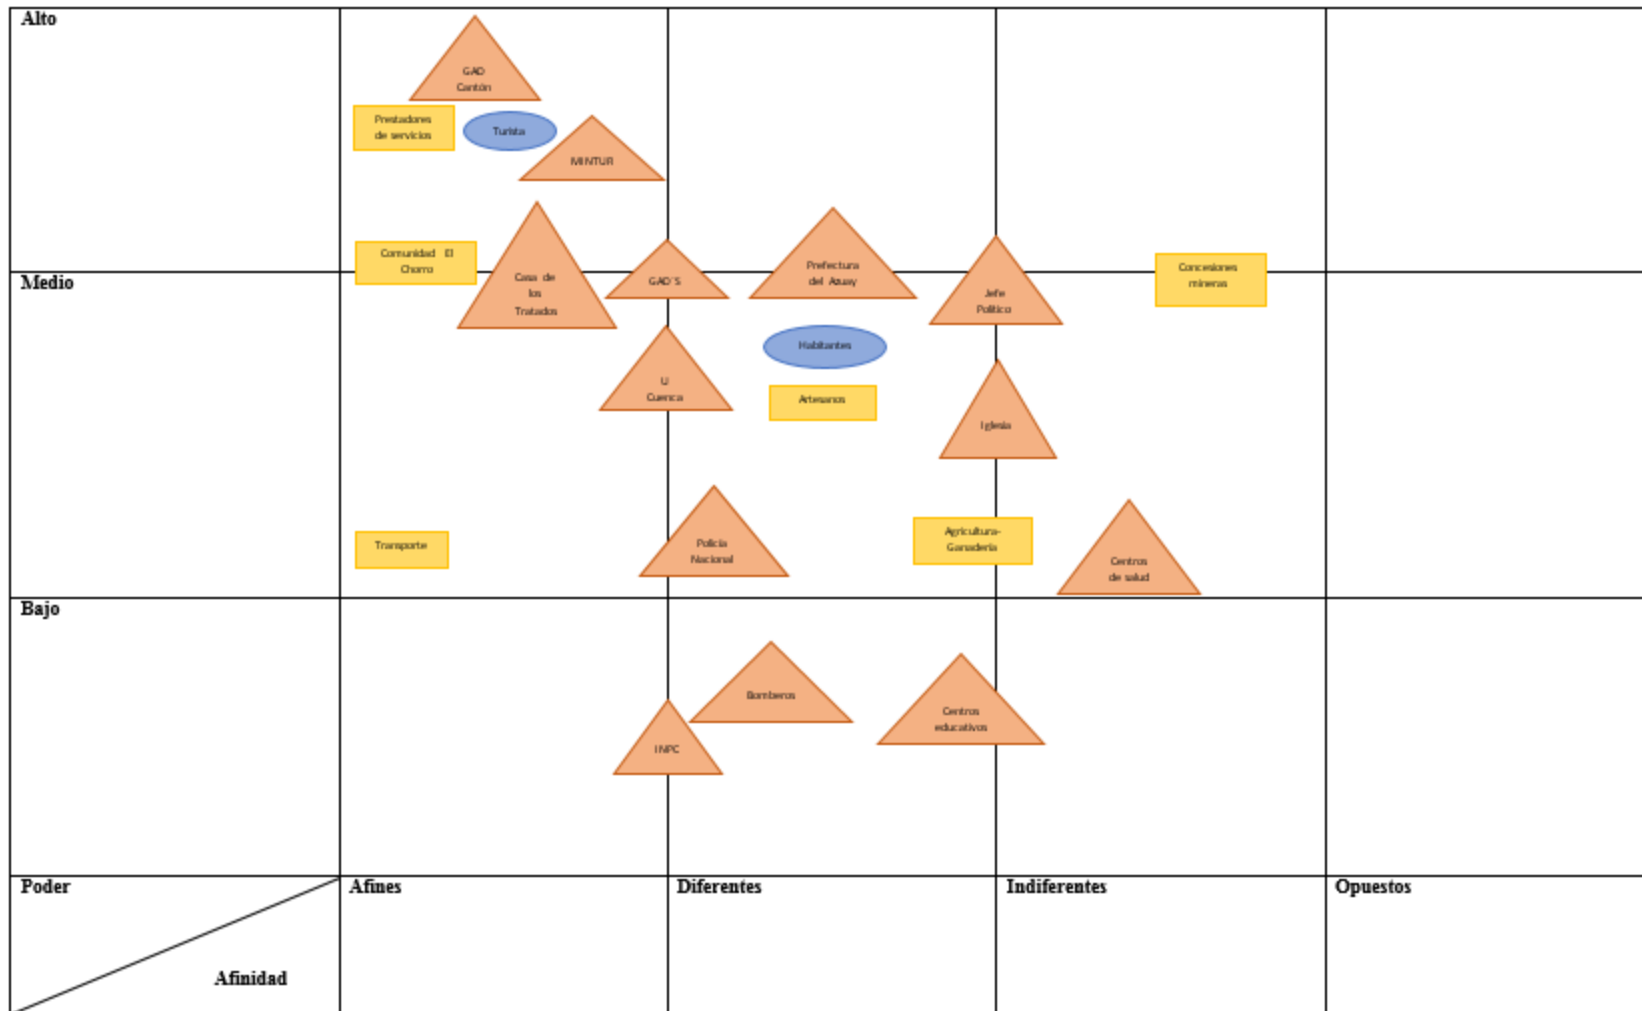 Alto
GAD
Cantón
Prestadores
de servicios
Turista
MINTUR
Comunidad El
Chorro
Casa de
los
Tratados
GAD´S
Prefectura
del Azuay
Jefe
Político
Concesiones
mineras
Medio
U
Cuenca
Habitantes
Artesanos
Iglesia
Transporte
Policía
Nacional
Agricultura-
Ganadería
Centros
de salud
Bajo
Bomberos
INPC
Centros
educativos
Poder
Afinidad
Afines
Diferentes
Indiferentes
Opuestos